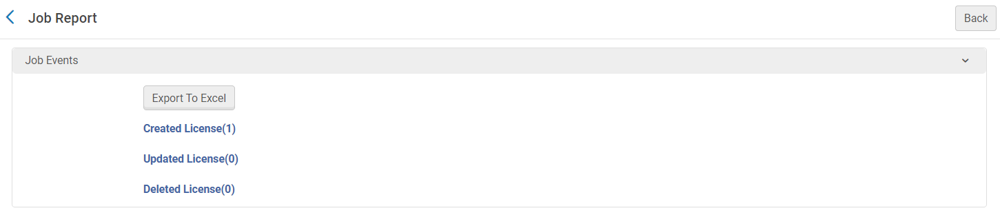 Job Report
Back
Job Events
Export To Excel
Created License(1)
Updated License(0)
Deleted License(0)